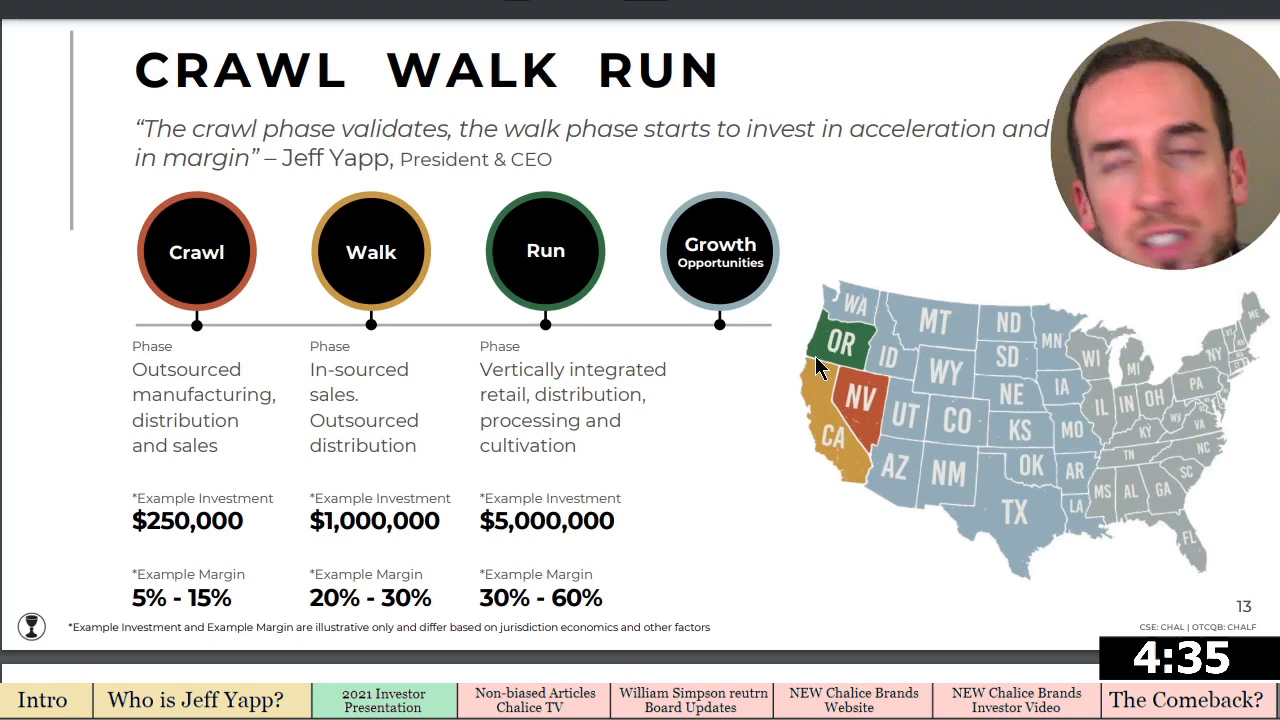 CRAWL WALK RUN
“The crawl phase validates, the walk phase starts to invest in acceleration and
in margin” – Jeff Yapp, President & CEO
Crawl
Walk
Run
Growth
Opportunities
Phase
Outsourced
manufacturing,
distribution
and sales
*Example Investment
$250,000
*Example Margin
5% - 15%
Phase
In-sourced
sales.
Outsourced
distribution
*Example Investment
$1,000,000
*Example Margin
20% - 30%
Phase
Vertically integrated
retail, distribution,
processing and
cultivation
*Example Investment
$5,000,000
*Example Margin
30% - 60%
WA
MT
ND
MN
OR
ID
WY
SD
WI
MI
NY
ME
NV
UT
CO
NE
IA
IL
IN
OH
PA
CA
KS
MO
KY
WV
VA
AZ
NM
OK
AR
TN
NC
SC
TX
LA
MS
AL
GA
FL
*Example Investment and Example Margin are illustrative only and differ based on jurisdiction economics and other factors
13
CSE: CHAL | OTCQB: CHALF
4:35
Intro
Who is Jeff Yapp?
2021 Investor
Presentation
Non-biased Articles
Chalice TV
William Simpson reutrn
Board Updates
NEW Chalice Brands
Website
NEW Chalice Brands
Investor Video
The Comeback?